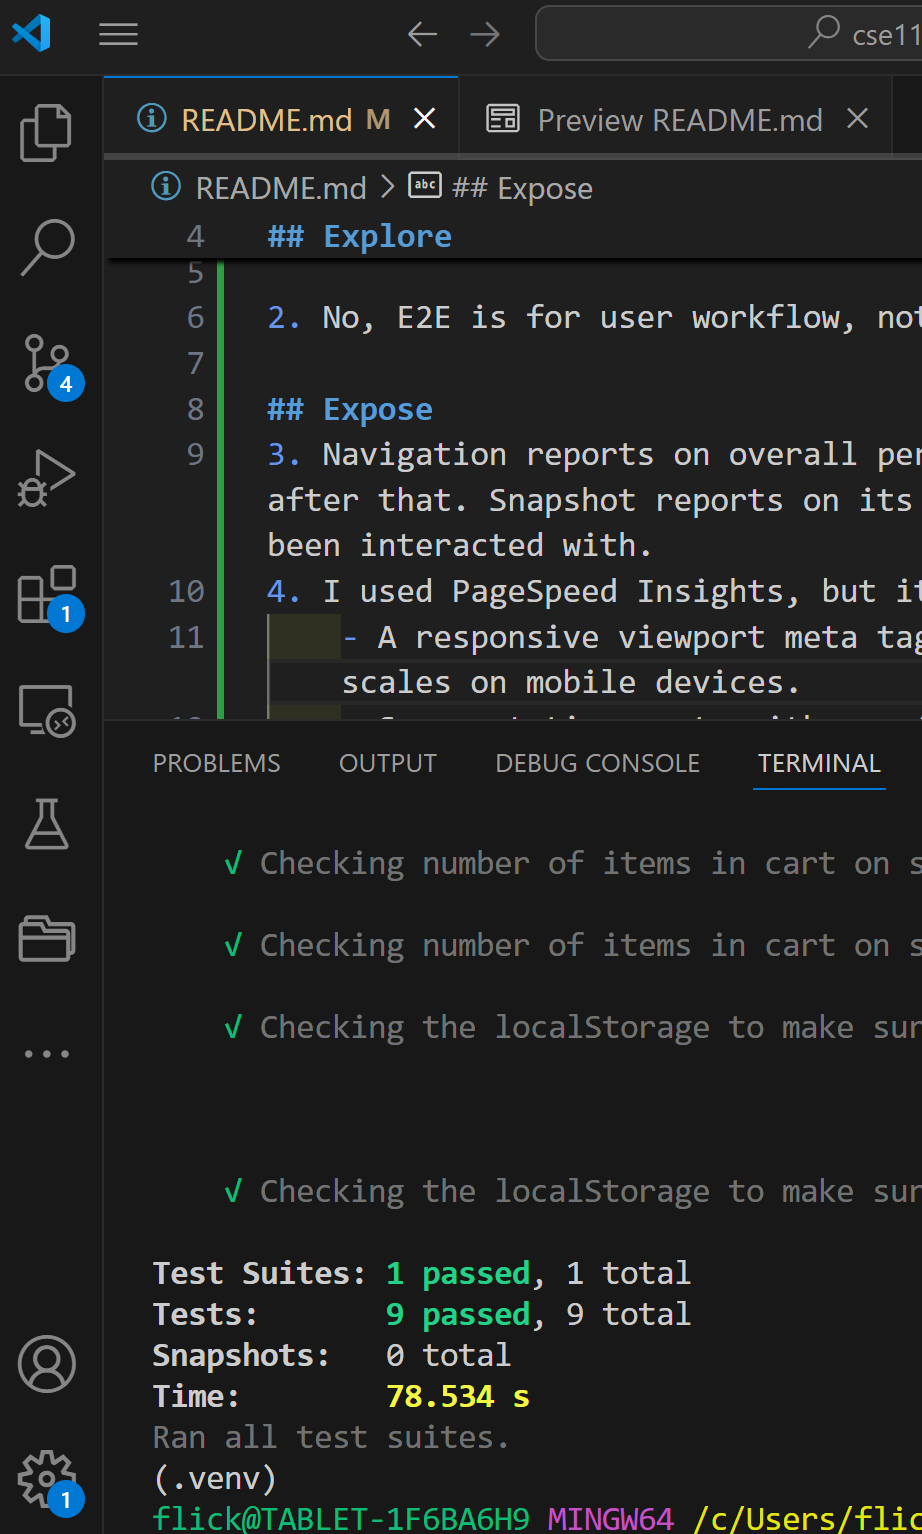 cse11
README.md M
Preview README.md
README.md > abc ## Expose
4 ## Explore
5
6 2. No, E2E is for user workflow, not
7
8 ## Expose
9 3. Navigation reports on overall per
after that. Snapshot reports on its
been interacted with.
10 4. I used PageSpeed Insights, but it
11 - A responsive viewport meta tag
scales on mobile devices.
4
1
PROBLEMS OUTPUT DEBUG CONSOLE TERMINAL
√ Checking number of items in cart on s
√ Checking number of items in cart on s
√ Checking the localStorage to make sur
√ Checking the localStorage to make sur
Test Suites: 1 passed, 1 total
Tests: 9 passed, 9 total
Snapshots: 0 total
Time: 78.534 s
Ran all test suites.
(.venv)
flick@TABLET-1F6BA6H9 MINGW64 /c/Users/flic
1